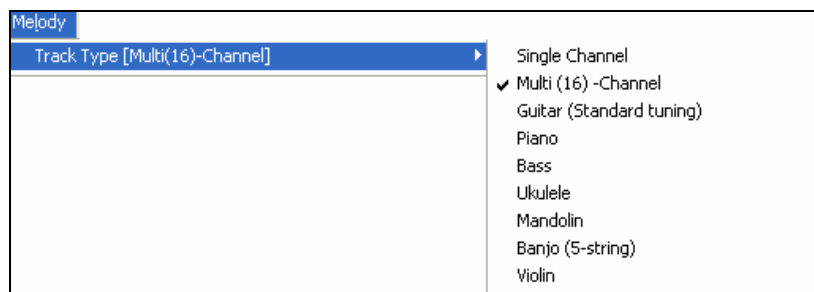 Melody
Track Type [Multi(16)-Channel]
Single Channel
Multi (16) -Channel
Guitar (Standard tuning)
Piano
Bass
Ukulele
Mandolin
Banjo (5-string)
Violin